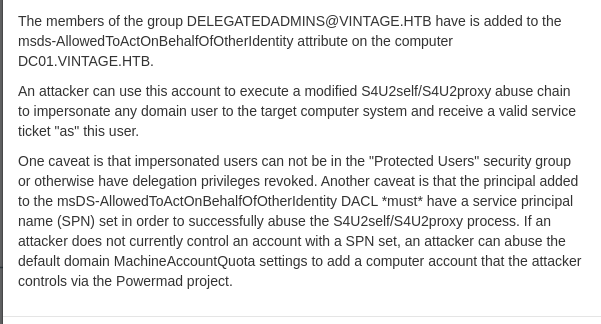 The members of the group DELEGATEDADMINS@VINTAGE.HTB have is added to the
msds-AllowedToActOnBehalfOfOtherIdentity attribute on the computer
DC01.VINTAGE.HTB.
An attacker can use this account to execute a modified S4U2self/S4U2proxy abuse chain
to impersonate any domain user to the target computer system and receive a valid service
ticket "as" this user.
One caveat is that impersonated users can not be in the "Protected Users" security group
or otherwise have delegation privileges revoked. Another caveat is that the principal added
to the msDS-AllowedToActOnBehalfOfOtherIdentity DACL *must* have a service principal
name (SPN) set in order to successfully abuse the S4U2self/S4U2proxy process. If an
attacker does not currently control an account with a SPN set, an attacker can abuse the
default domain MachineAccountQuota settings to add a computer account that the attacker
controls via the Powermad project.